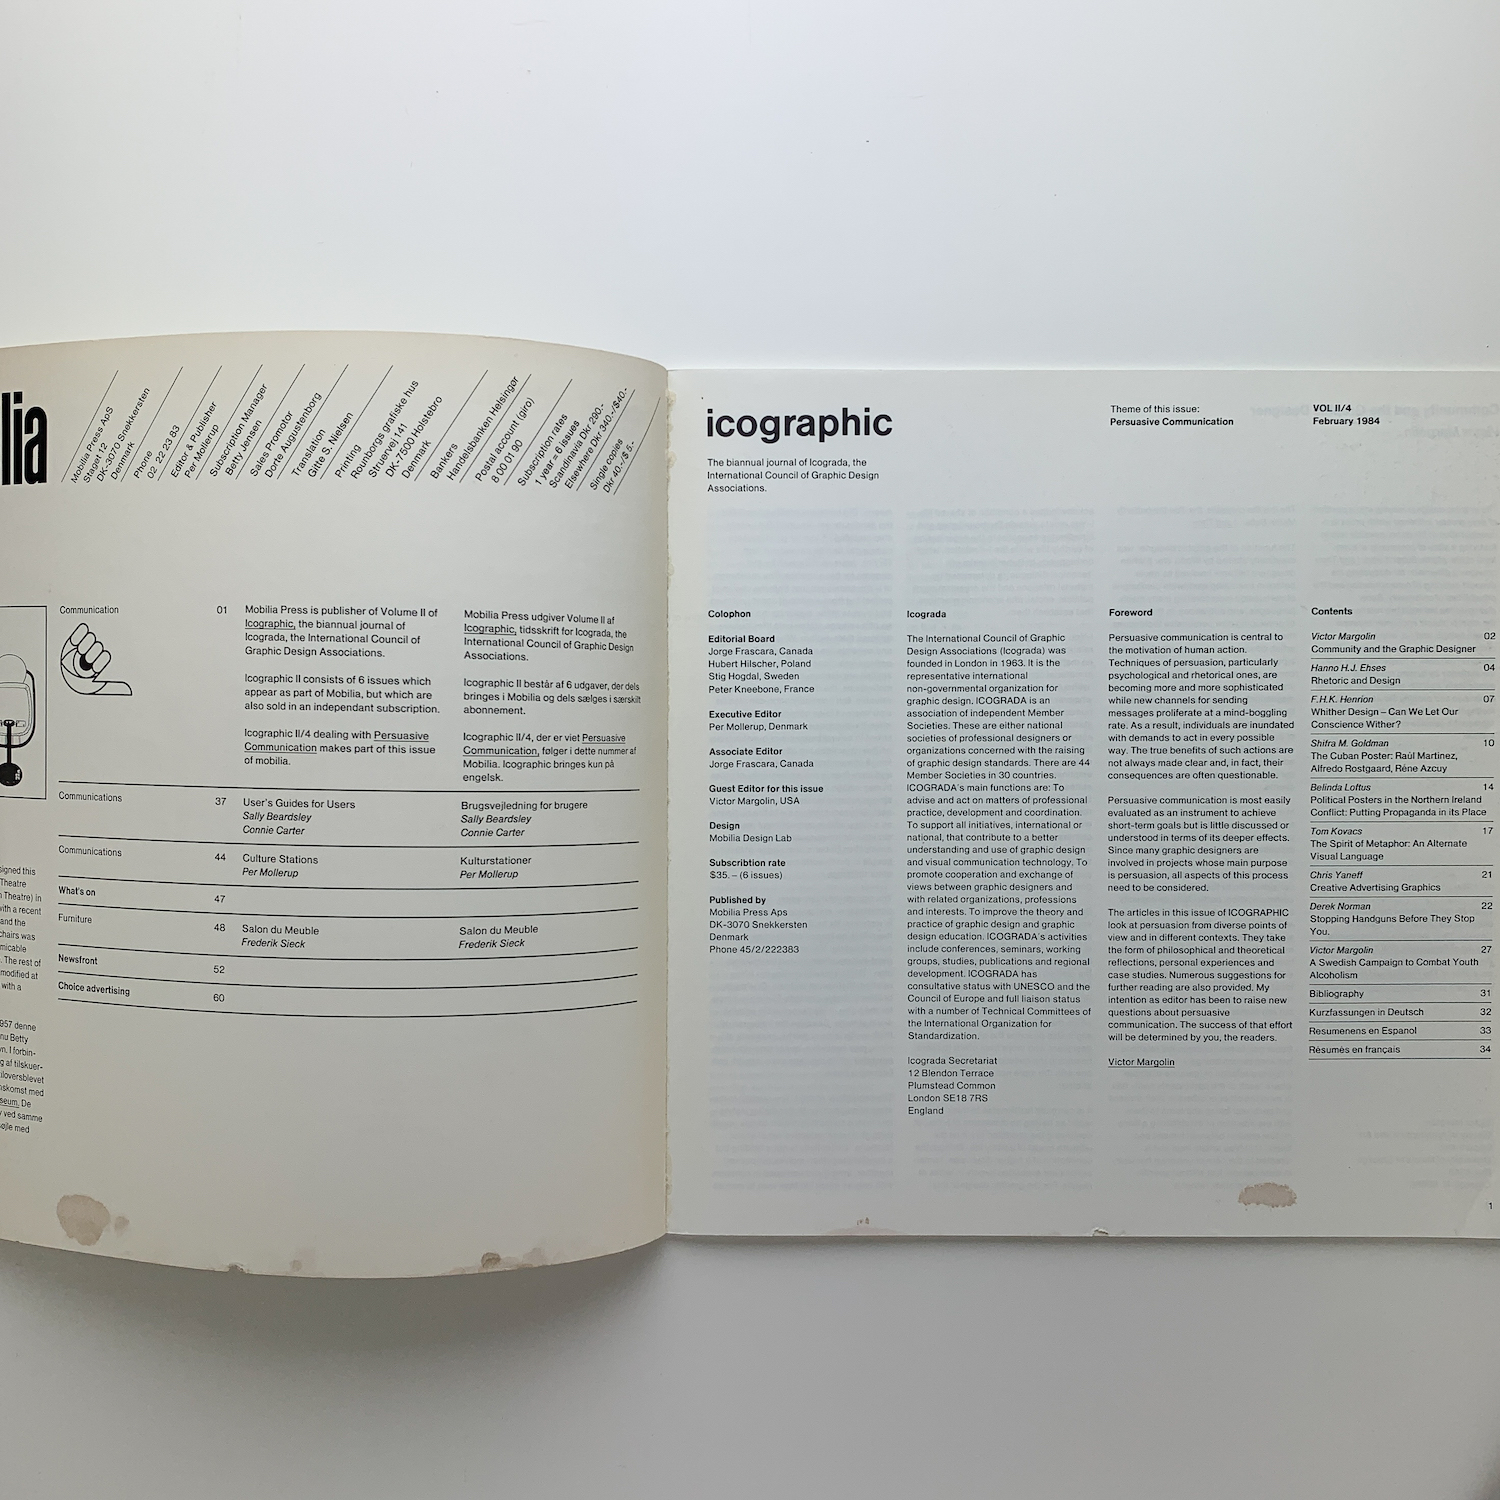 lia
Mobilia Press ApS
Staget 12
DK-3070 Snekkersten
Denmark
Phone
02 22 23 83
Editor & Publisher
Per Mollerup
Subscription Manager
Betty Jensen
Sales Promotor
Dorte Augustenborg
Translation
Gitte S. Nielsen
Printing
Rounborgs grafiske hus
Struervej 141
DK-7500 Holstebro
Denmark
Bankers
Handelsbanken Helsingør
Postal account (giro)
8 00 01 90
Subscription rates
1 year = 6 issues
Scandinavia Dkr 290.-
Elsewhere Dkr 340.-/$40.-
Single copies
Dkr 40.-/$ 5.-
Communication
01
Mobilia Press is publisher of Volume II of
Icographic, the biannual journal of
Icograda, the International Council of
Graphic Design Associations.
Icographic II consists of 6 issues which
appear as part of Mobilia, but which are
also sold in an independant subscription.
Icographic II/4 dealing with Persuasive
Communication makes part of this issue
of mobilia.
Mobilia Press udgiver Volume II af
Icographic, tidsskrift for Icograda, the
International Council of Graphic Design
Associations.
Icographic II består af 6 udgaver, der dels
bringes i Mobilia og dels sælges i særskilt
abonnement.
Icographic II/4, der er viet Persuasive
Communication, følger i dette nummer af
Mobilia. Icographic bringes kun på
engelsk.
Communications
37
User's Guides for Users
Sally Beardsley
Connie Carter
Brugsvejledning for brugere
Sally Beardsley
Connie Carter
Communications
44
Culture Stations
Per Mollerup
Kulturstationer
Per Mollerup
What's on
47
Furniture
48
Salon du Meuble
Frederik Sieck
Salon du Meuble
Frederik Sieck
Newsfront
52
Choice advertising
60
signed this
Theatre
Theatre) in
with a recent
and the
chairs was
micable
. The rest of
modified at
with a
957 denne
nu Betty
vn. I forbin-
g af tilskuer-
iloversblevet
nskomst med
seum. De
v ved samme
søjle med
icographic
The biannual journal of Icograda, the
International Council of Graphic Design
Associations.
Theme of this issue:
Persuasive Communication
VOL II/4
February 1984
Colophon
Editorial Board
Jorge Frascara, Canada
Hubert Hilscher, Poland
Stig Hogdal, Sweden
Peter Kneebone, France
Executive Editor
Per Mollerup, Denmark
Associate Editor
Jorge Frascara, Canada
Guest Editor for this issue
Victor Margolin, USA
Design
Mobilia Design Lab
Subscribtion rate
$35. – (6 issues)
Published by
Mobilia Press Aps
DK-3070 Snekkersten
Denmark
Phone 45/2/222383
Icograda
The International Council of Graphic
Design Associations (Icograda) was
founded in London in 1963. It is the
representative international
non-governmental organization for
graphic design. ICOGRADA is an
association of independent Member
Societies. These are either national
societies of professional designers or
organizations concerned with the raising
of graphic design standards. There are 44
Member Societies in 30 countries.
ICOGRADA's main functions are: To
advise and act on matters of professional
practice, development and coordination.
To support all initiatives, international or
national, that contribute to a better
understanding and use of graphic design
and visual communication technology. To
promote cooperation and exchange of
views between graphic designers and
with related organizations, professions
and interests. To improve the theory and
practice of graphic design and graphic
design education. ICOGRADA's activities
include conferences, seminars, working
groups, studies, publications and regional
development. ICOGRADA has
consultative status with UNESCO and the
Council of Europe and full liaison status
with a number of Technical Committees of
the International Organization for
Standardization.
Icograda Secretariat
12 Blendon Terrace
Plumstead Common
London SE18 7RS
England
Foreword
Persuasive communication is central to
the motivation of human action.
Techniques of persuasion, particularly
psychological and rhetorical ones, are
becoming more and more sophisticated
while new channels for sending
messages proliferate at a mind-boggling
rate. As a result, individuals are inundated
with demands to act in every possible
way. The true benefits of such actions are
not always made clear and, in fact, their
consequences are often questionable.
Persuasive communication is most easily
evaluated as an instrument to achieve
short-term goals but is little discussed or
understood in terms of its deeper effects.
Since many graphic designers are
involved in projects whose main purpose
is persuasion, all aspects of this process
need to be considered.
The articles in this issue of ICOGRAPHIC
look at persuasion from diverse points of
view and in different contexts. They take
the form of philosophical and theoretical
reflections, personal experiences and
case studies. Numerous suggestions for
further reading are also provided. My
intention as editor has been to raise new
questions about persuasive
communication. The success of that effort
will be determined by you, the readers.
Victor Margolin
Contents
Victor Margolin 02
Community and the Graphic Designer
Hanno H.J. Ehses 04
Rhetoric and Design
F.H.K. Henrion 07
Whither Design – Can We Let Our
Conscience Wither?
Shifra M. Goldman 10
The Cuban Poster: Raùl Martinez,
Alfredo Rostgaard, Réne Azcuy
Belinda Loftus 14
Political Posters in the Northern Ireland
Conflict: Putting Propaganda in its Place
Tom Kovacs 17
The Spirit of Metaphor: An Alternate
Visual Language
Chris Yaneff 21
Creative Advertising Graphics
Derek Norman 22
Stopping Handguns Before They Stop
You.
Victor Margolin 27
A Swedish Campaign to Combat Youth
Alcoholism
Bibliography 31
Kurzfassungen in Deutsch 32
Resumenens en Espanol 33
Résumés en français 34
1